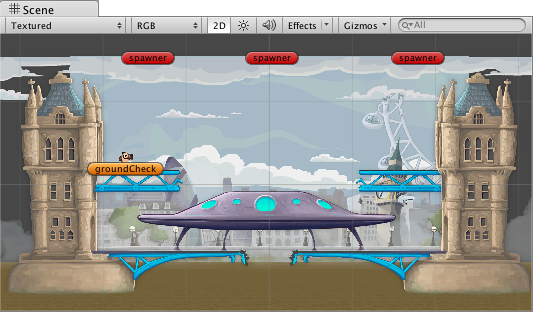 Scene
Textured RGB 2D Effects Gizmos All
spawner spawner spawner
groundCheck